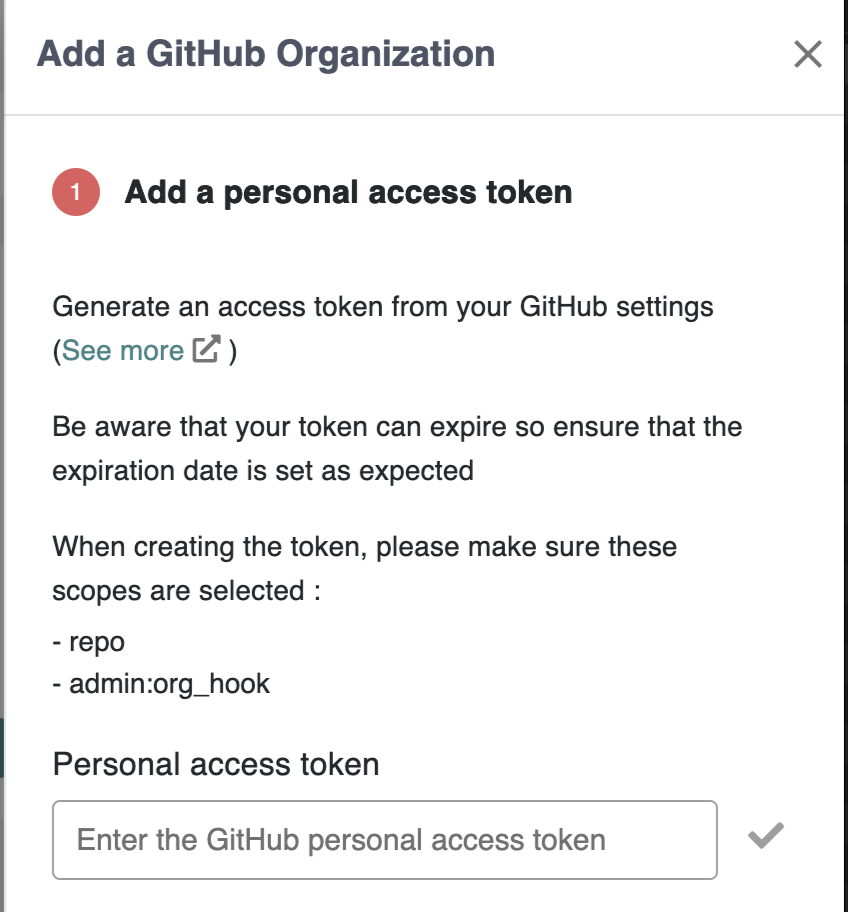 Add a GitHub Organization
1 Add a personal access token
Generate an access token from your GitHub settings
(See more )
Be aware that your token can expire so ensure that the
expiration date is set as expected
When creating the token, please make sure these
scopes are selected :
- repo
- admin:org_hook
Personal access token
Enter the GitHub personal access token